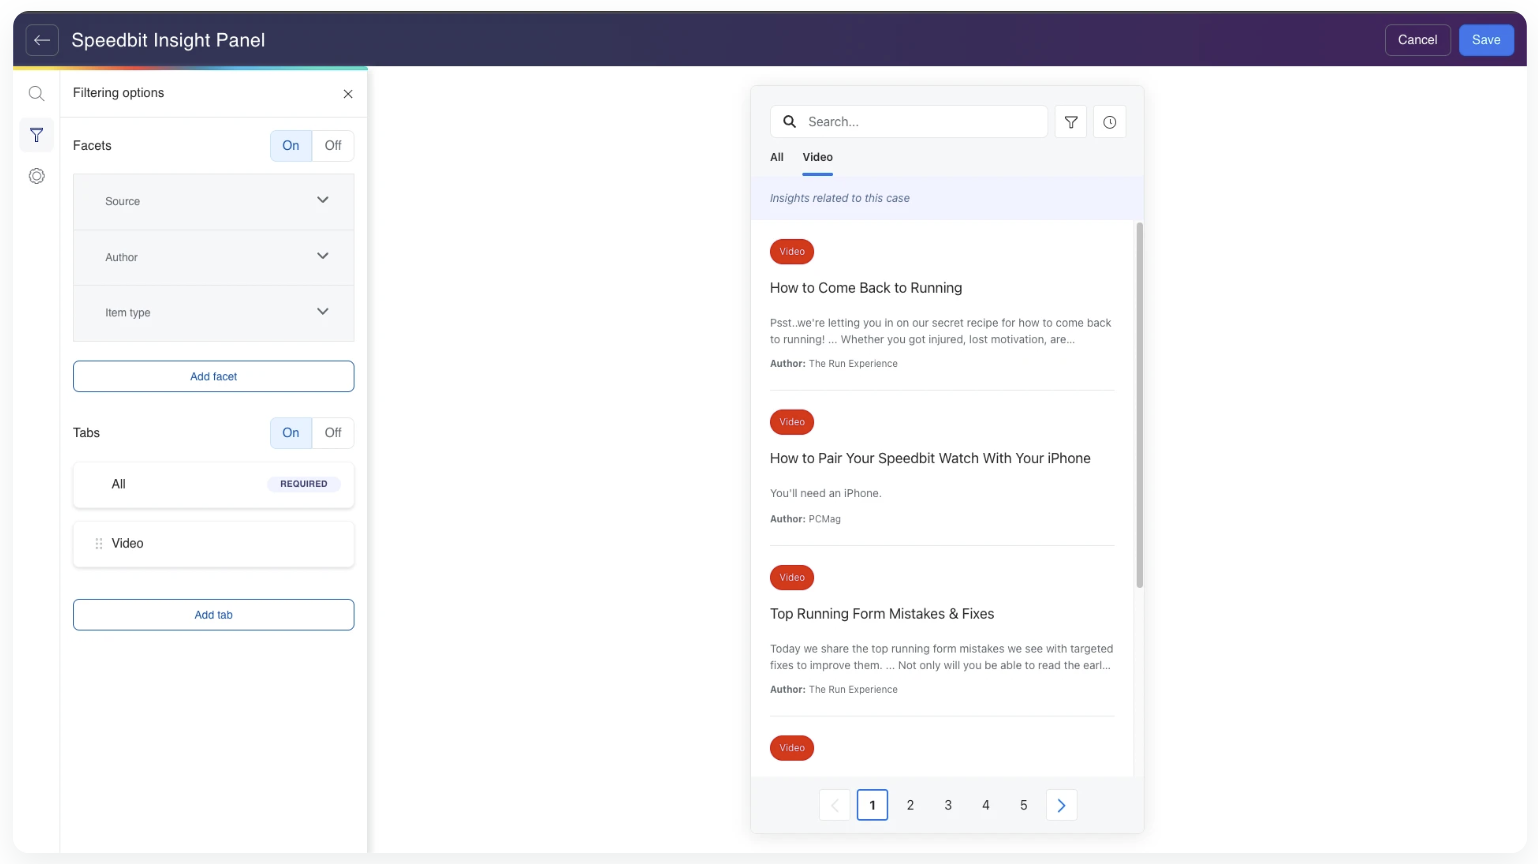 Speedbit Insight Panel
Cancel
Save
Filtering options
Facets
On
Off
Source
Author
Item type
Add facet
Tabs
On
Off
All
REQUIRED
Video
Add tab
Search...
All
Video
Insights related to this case
Video
How to Come Back to Running
Psst..we're letting you in on our secret recipe for how to come back
to running! ... Whether you got injured, lost motivation, are...
Author: The Run Experience
Video
How to Pair Your Speedbit Watch With Your iPhone
You'll need an iPhone.
Author: PCMag
Video
Top Running Form Mistakes & Fixes
Today we share the top running form mistakes we see with targeted
fixes to improve them. ... Not only will you be able to read the earl...
Author: The Run Experience
Video
1 2 3 4 5